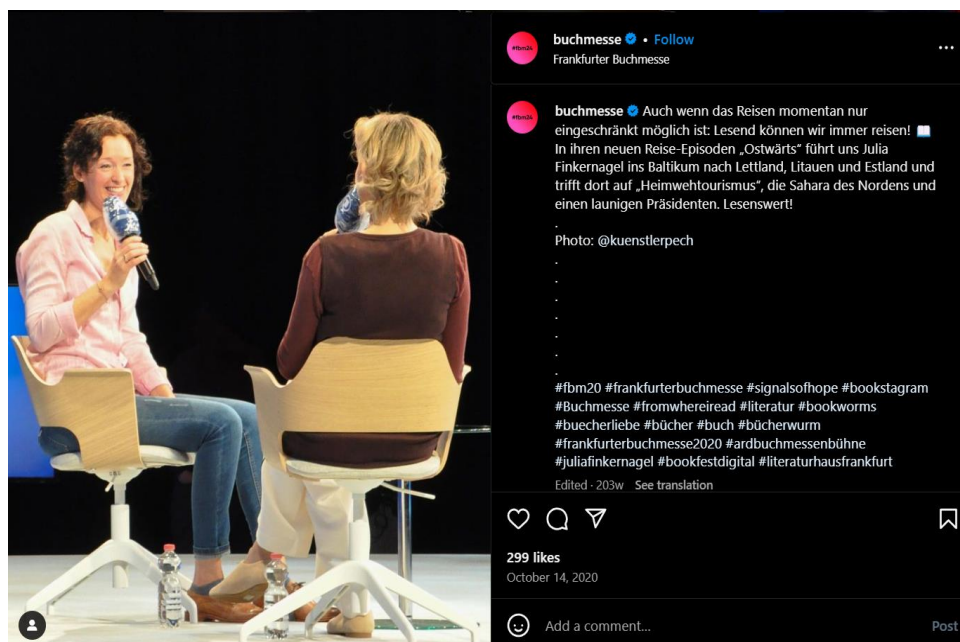 #fbm24
buchmesse • Follow
Frankfurter Buchmesse
#fbm24
buchmesse Auch wenn das Reisen momentan nur
eingeschränkt möglich ist: Lesend können wir immer reisen! 📖
In ihren neuen Reise-Episoden „Ostwärts“ führt uns Julia
Finkernagel ins Baltikum nach Lettland, Litauen und Estland und
trifft dort auf „Heimwehtourismus“, die Sahara des Nordens und
einen launigen Präsidenten. Lesenswert!
.
Photo: @kuenstlerpech
.
.
.
.
.
.
.
#fbm20 #frankfurterbuchmesse #signalsofhope #bookstagram
#Buchmesse #fromwhereiread #literatur #bookworms
#buecherliebe #bücher #buch #bücherwurm
#frankfurterbuchmesse2020 #ardbuchmessenbühne
#juliafinkernagel #bookfestdigital #literaturhausfrankfurt
Edited · 203w See translation
299 likes
October 14, 2020
Add a comment...
Post